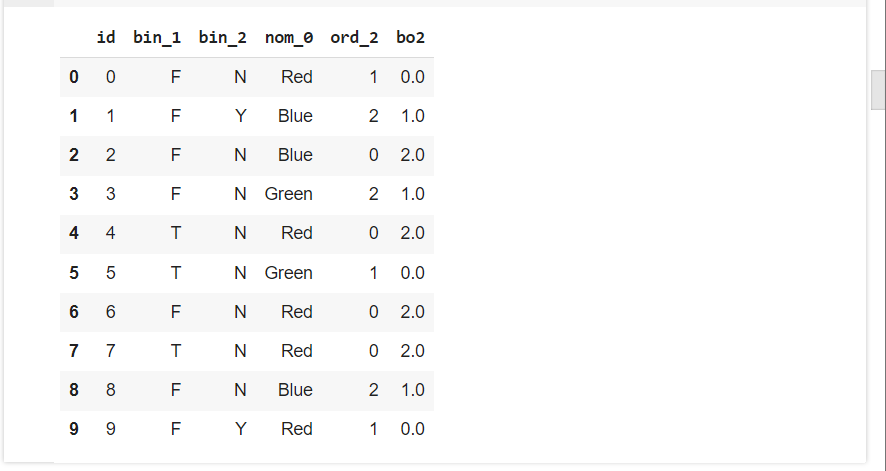 id bin_1 bin_2 nom_0 ord_2 bo2
0 0 F N Red 1 0.0
1 1 F Y Blue 2 1.0
2 2 F N Blue 0 2.0
3 3 F N Green 2 1.0
4 4 T N Red 0 2.0
5 5 T N Green 1 0.0
6 6 F N Red 0 2.0
7 7 T N Red 0 2.0
8 8 F N Blue 2 1.0
9 9 F Y Red 1 0.0